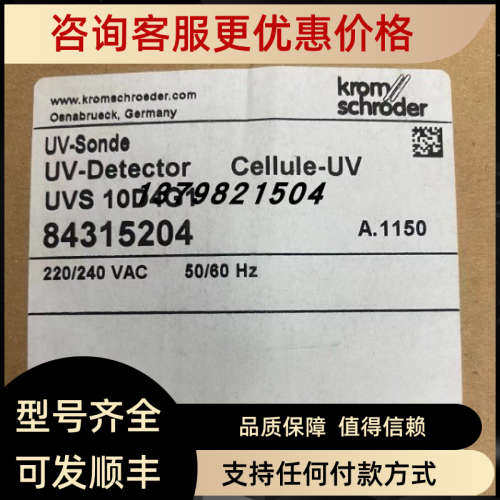 咨询客服更优惠价格
krom
schröder
www.kromschroeder.com
Osnabrueck, Germany
UV-Sonde
UV-Detector Cellule-UV
UVS 10D4G1
1379821504
84315204 A.1150
220/240 VAC 50/60 Hz
型号齐全
可发顺丰
品质保障 值得信赖
支持任何付款方式